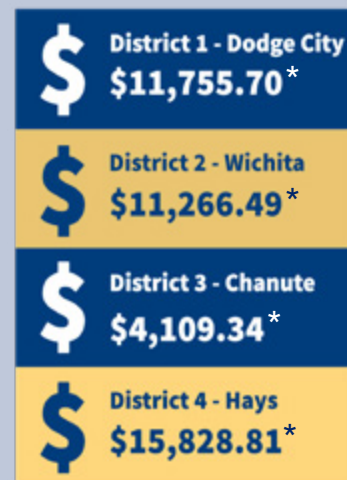 $
District 1 - Dodge City
$11,755.70*
$
District 2 - Wichita
$11,266.49*
$
District 3 - Chanute
$4,109.34*
$
District 4 - Hays
$15,828.81*